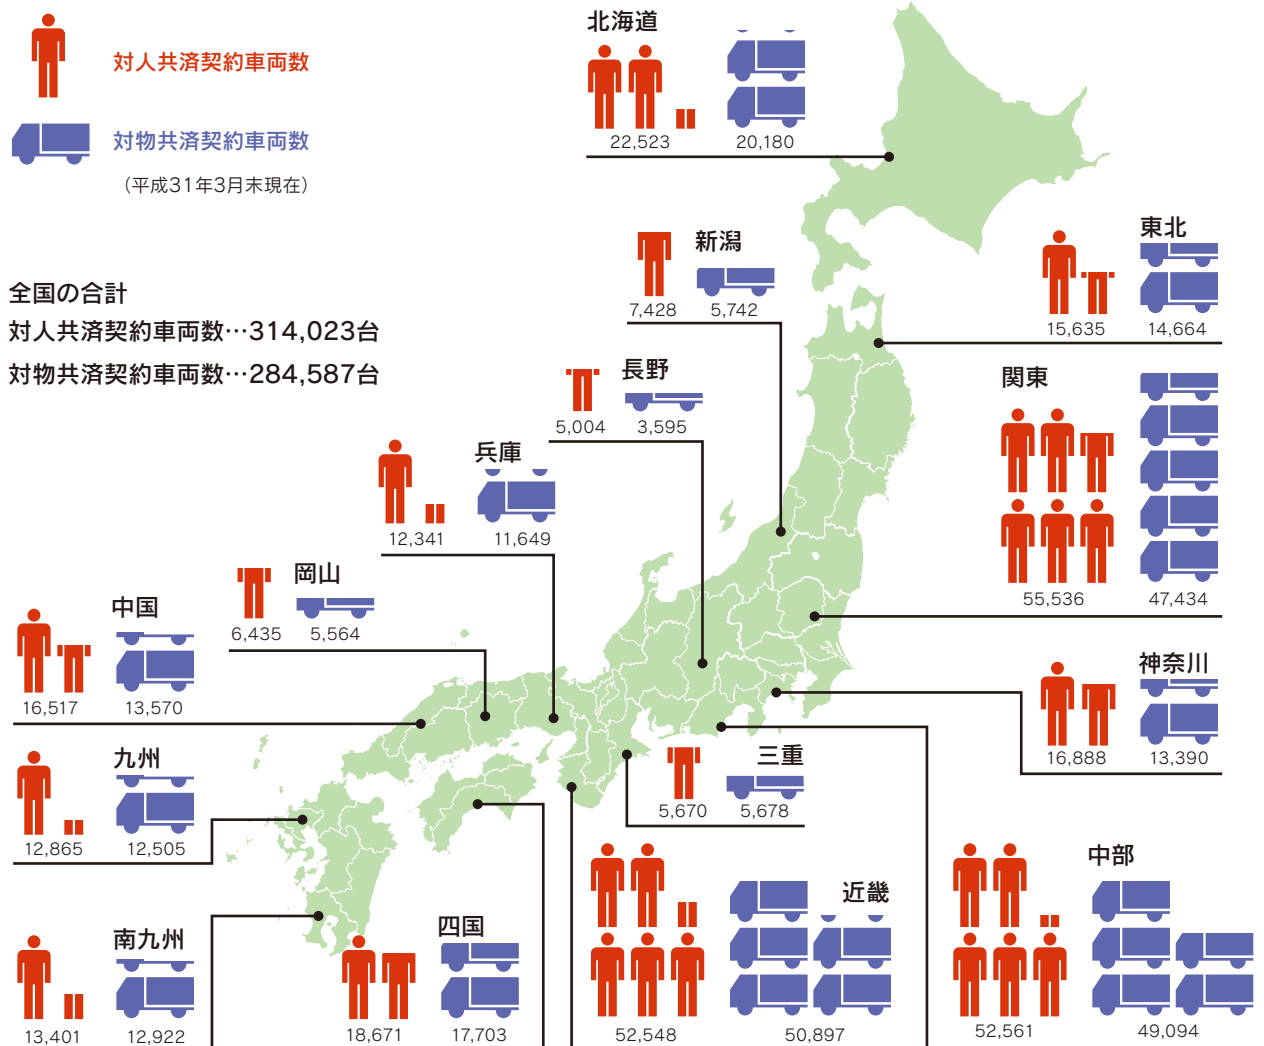 対人共済契約車両数
対物共済契約車両数
（平成31年3月末現在）
全国の合計
対人共済契約車両数…314,023台
対物共済契約車両数…284,587台
北海道
22,523 20,180
新潟
7,428 5,742
東北
15,635 14,664
長野
5,004 3,595
関東
55,536 47,434
兵庫
12,341 11,649
岡山
6,435 5,564
中国
16,517 13,570
神奈川
16,888 13,390
九州
12,865 12,505
三重
5,670 5,678
南九州
13,401 12,922
四国
18,671 17,703
近畿
52,548 50,897
中部
52,561 49,094